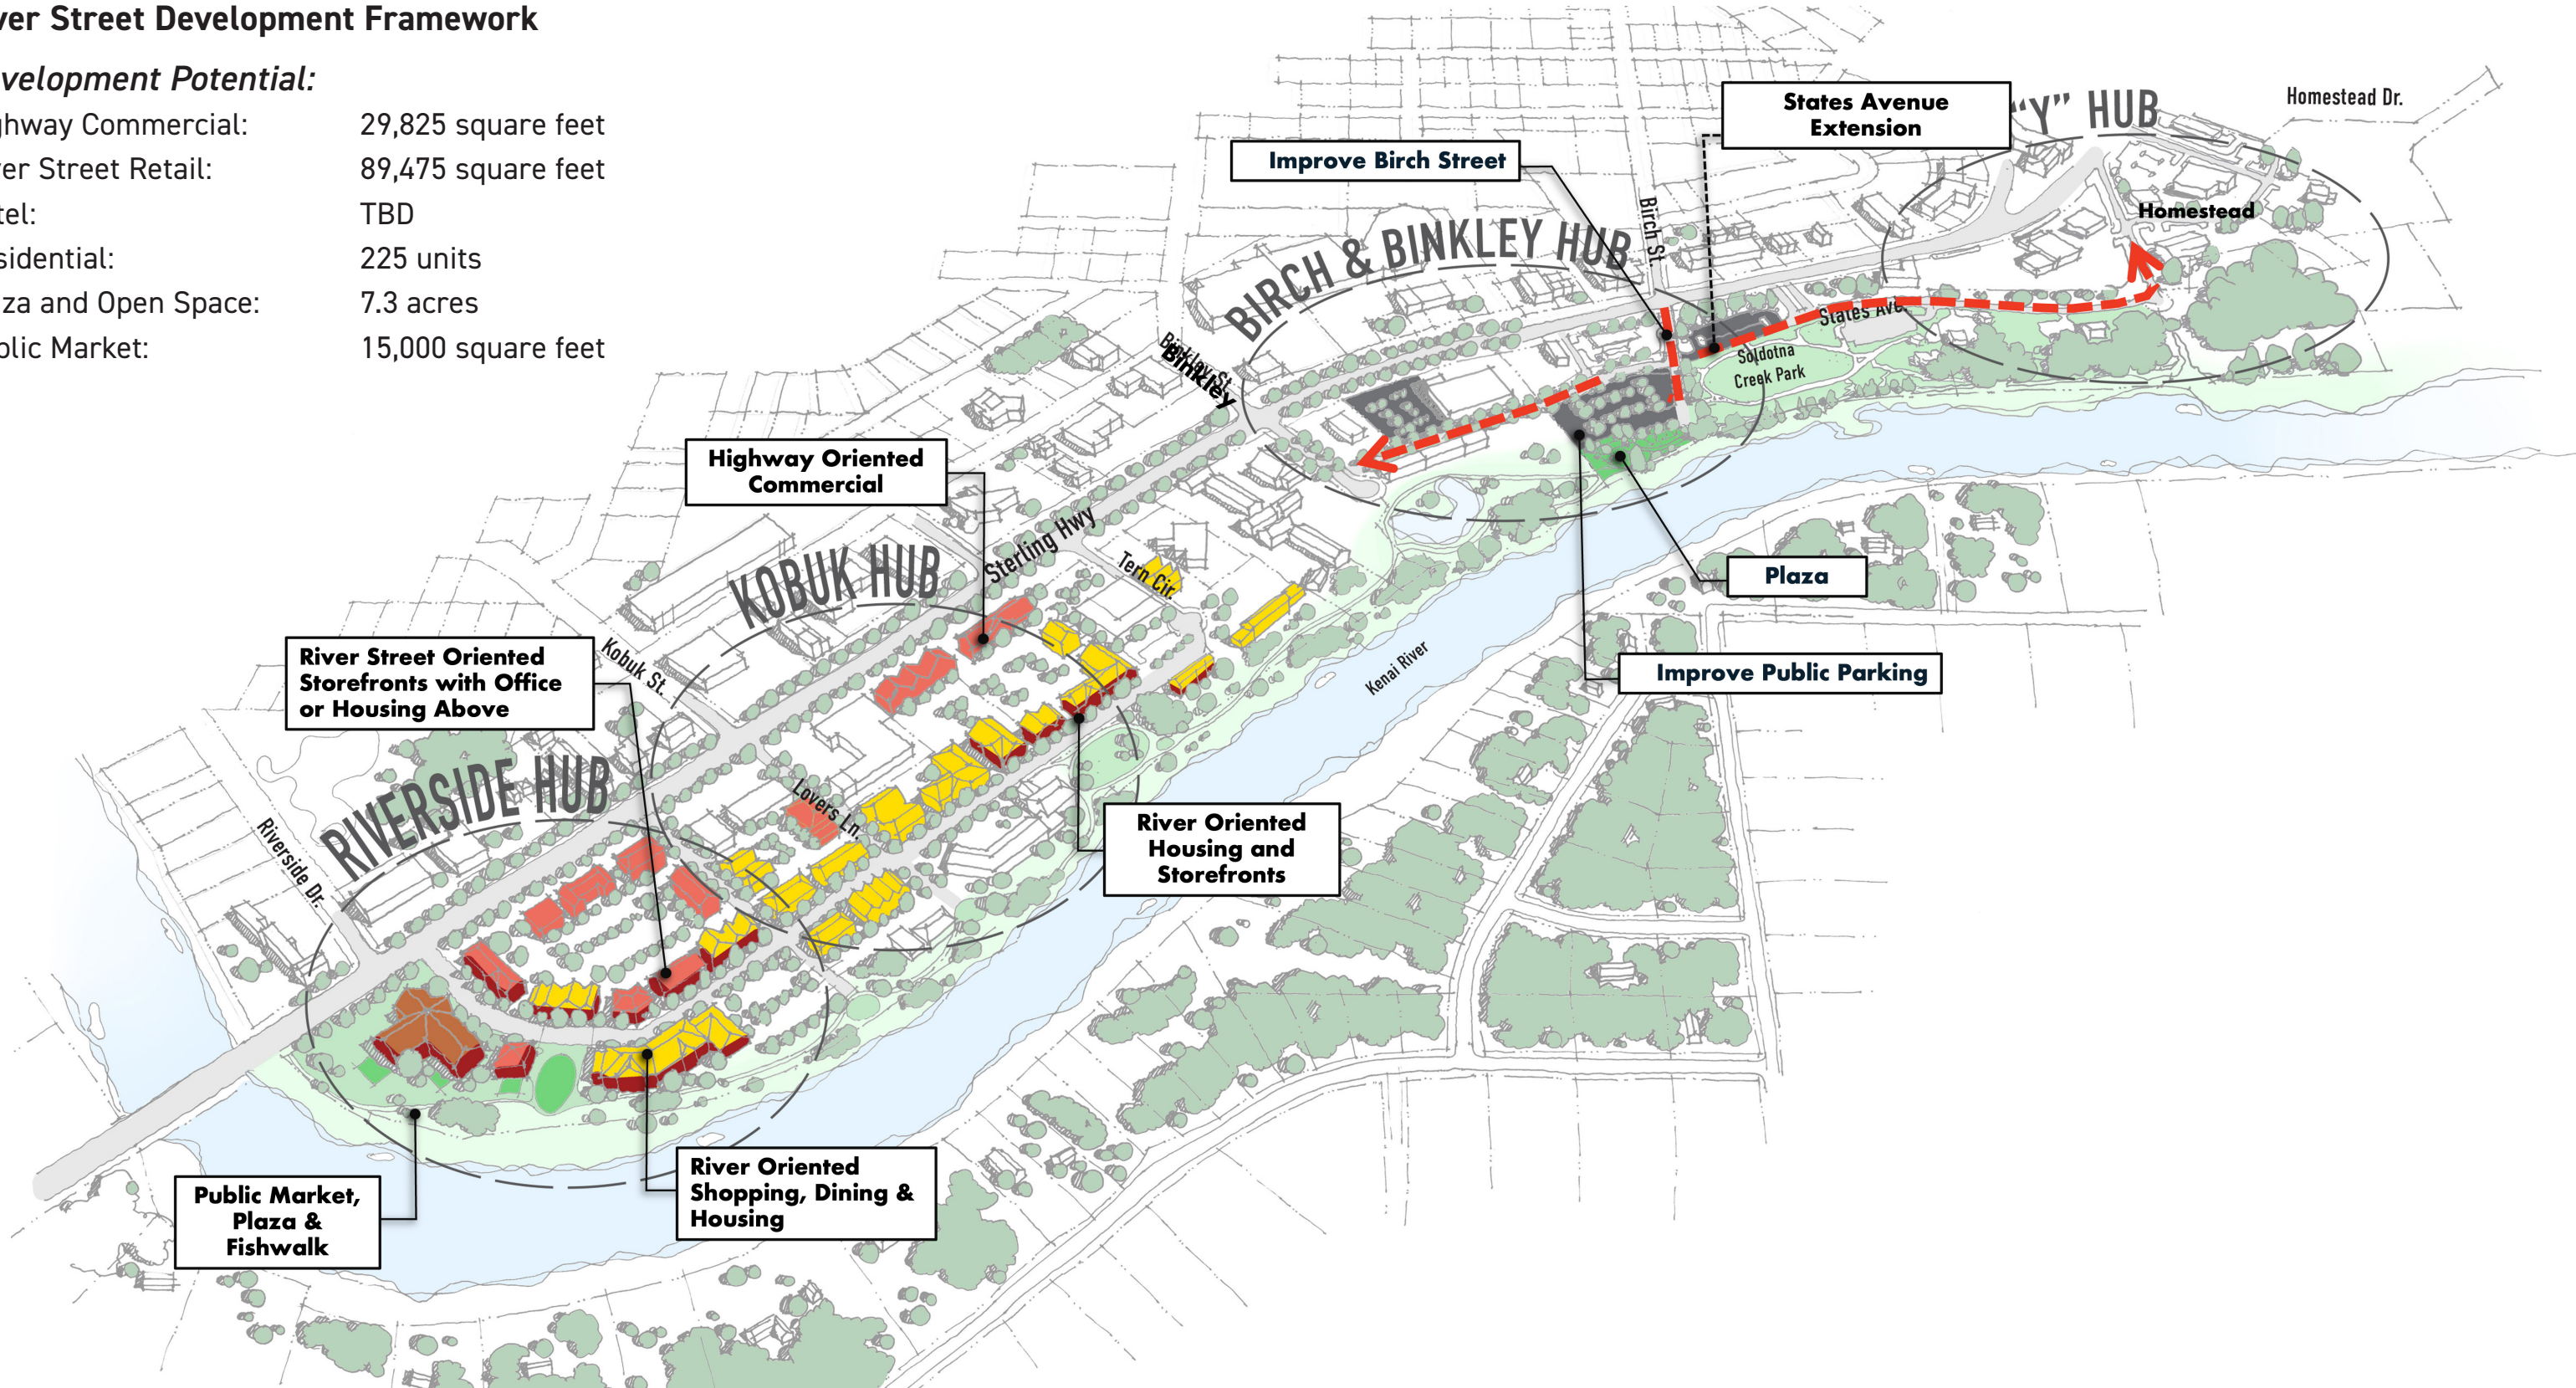 ver Street Development Framework
velopment Potential:
ghway Commercial: 29,825 square feet
ver Street Retail: 89,475 square feet
tel: TBD
sidential: 225 units
za and Open Space: 7.3 acres
blic Market: 15,000 square feet
States Avenue
Extension
"Y" HUB
Homestead Dr.
Improve Birch Street
Birch St.
Homestead
BIRCH & BINKLEY HUB
States Ave.
Soldotna
Creek Park
Binkley St.
Binkley
Highway Oriented
Commercial
Sterling Hwy
Tern Cir.
KOBUK HUB
Plaza
Kenai River
Improve Public Parking
Kobuk St.
River Street Oriented
Storefronts with Office
or Housing Above
RIVERSIDE HUB
Lovers Ln.
Riverside Dr.
River Oriented
Housing and
Storefronts
Public Market,
Plaza &
Fishwalk
River Oriented
Shopping, Dining &
Housing